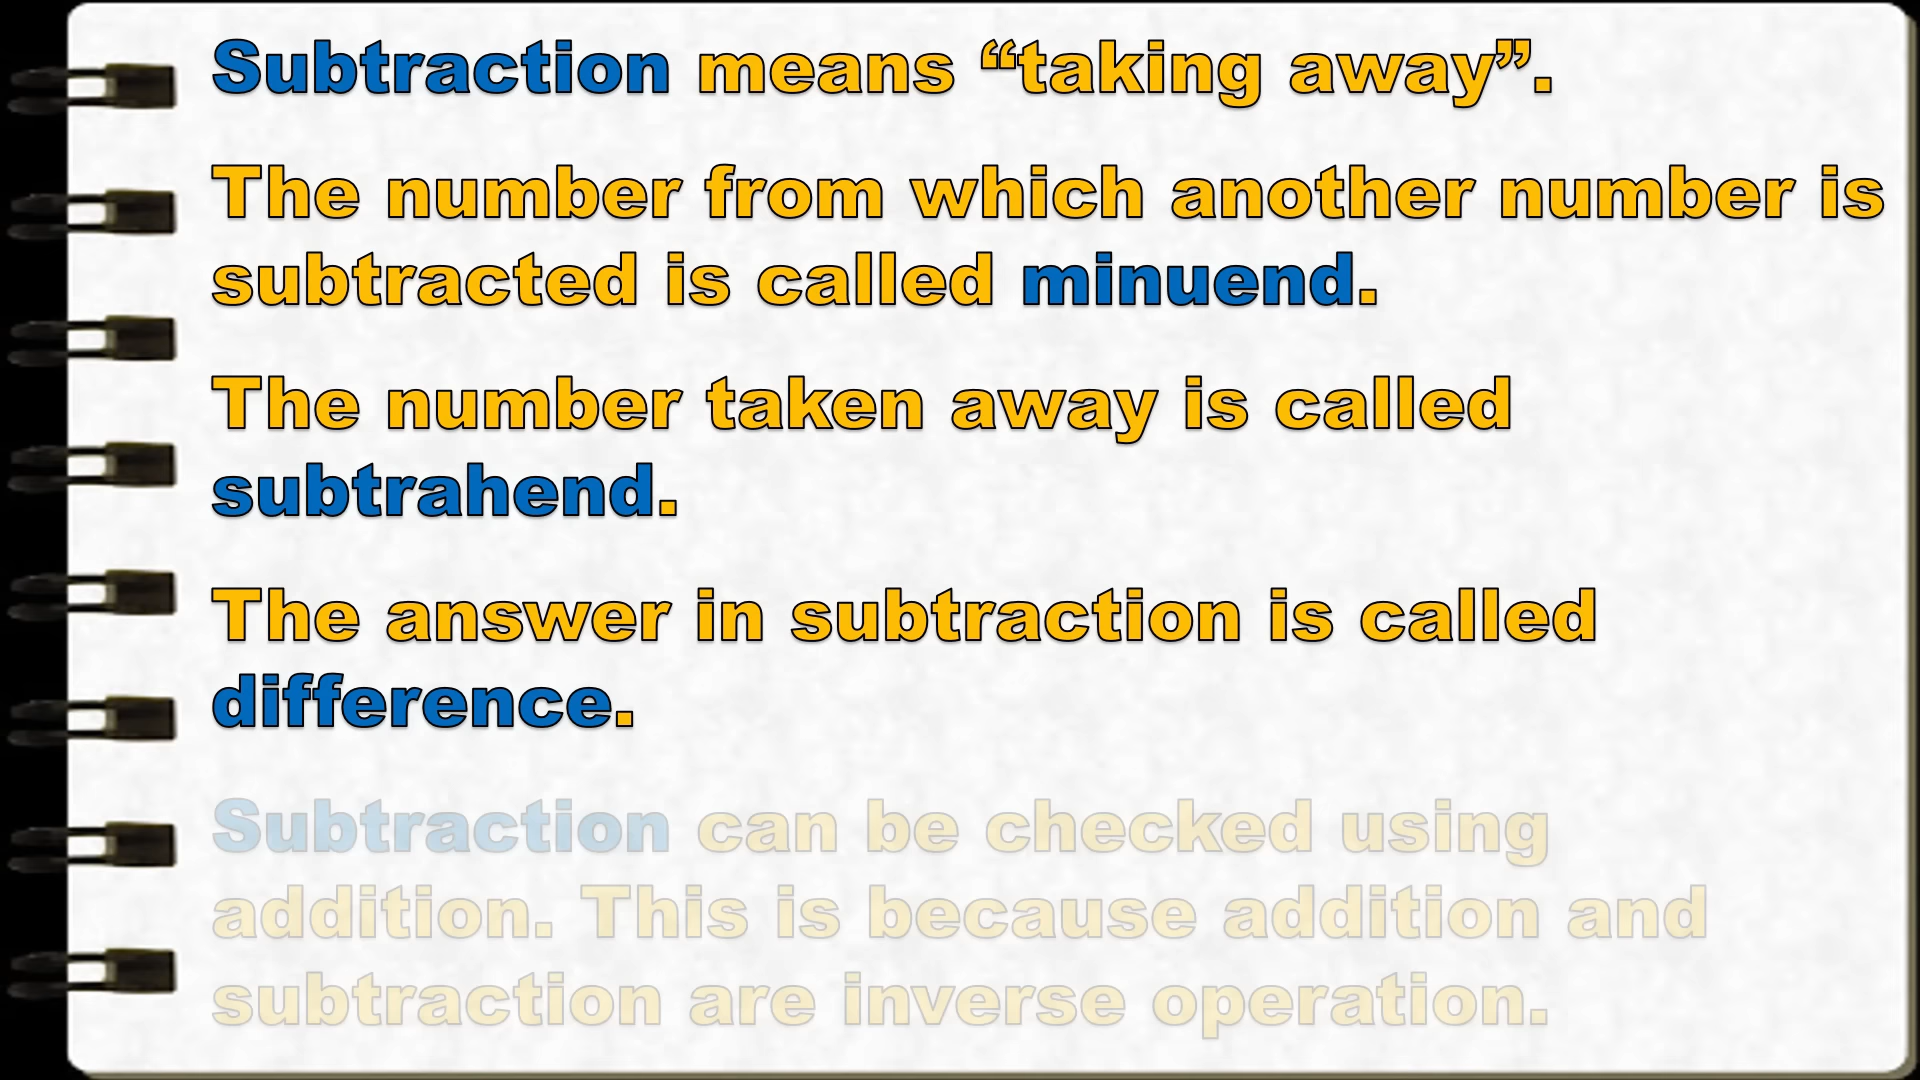 Subtraction means “taking away”.
The number from which another number is
subtracted is called minuend.
The number taken away is called
subtrahend.
The answer in subtraction is called
difference.
Subtraction can be checked using
addition. This is because addition and
subtraction are inverse operation.